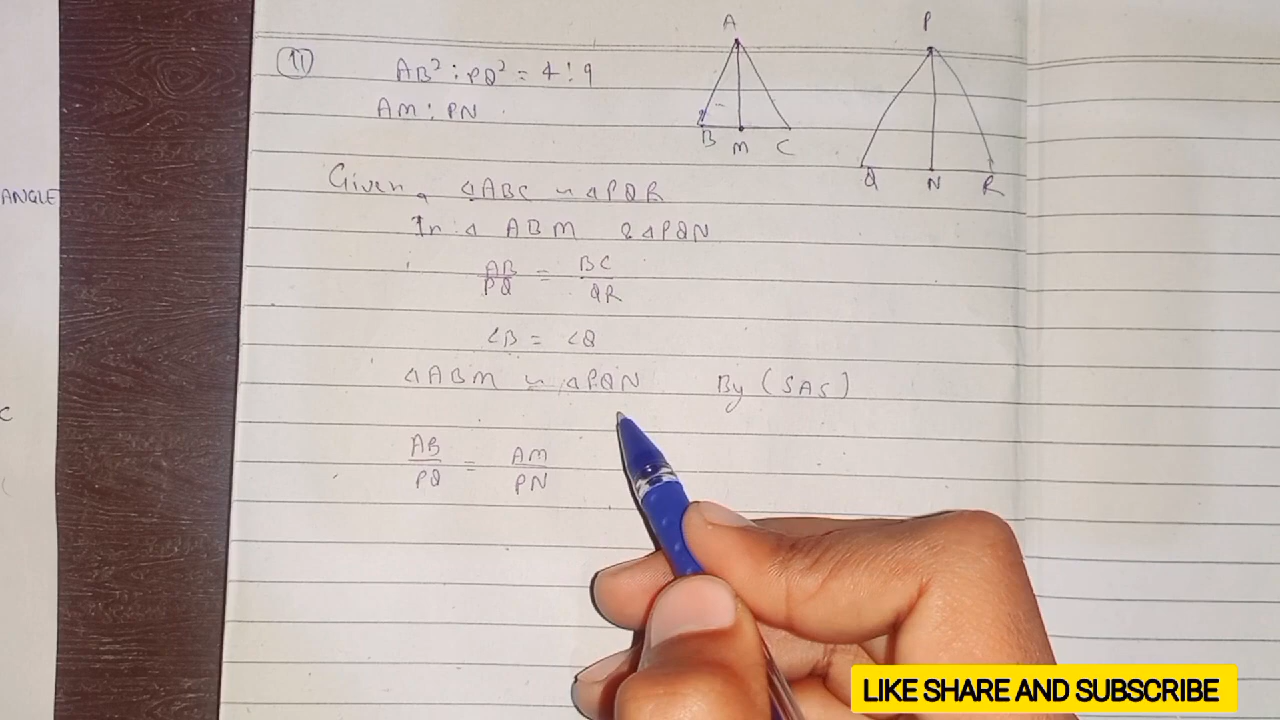 A
P
(11) AB² : PQ² = 4 : 9
AM : PN
B M C
Q N R
Given, △ABC ~ △PQR
In △ ABM & △PQN
AB/PQ = BC/QR
∠B = ∠Q
△ABM ~ △PQN By (SAS)
AB/PQ = AM/PN
ANGLE
C
LIKE SHARE AND SUBSCRIBE